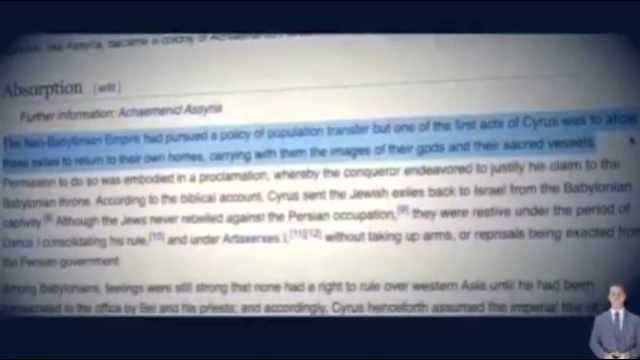 became a colony of Achaemenid
Absorption [edit]
Further information: Achaemenid Assyria
The Neo-Babylonian Empire had pursued a policy of population transfer but one of the first acts of Cyrus was to allow
these exiles to return to their own homes, carrying with them the images of their gods and their sacred vessels.
Permission to do so was embodied in a proclamation, whereby the conqueror endeavored to justify his claim to the
Babylonian throne. According to the biblical account, Cyrus sent the Jewish exiles back to Israel from the Babylonian
captivity. Although the Jews never rebelled against the Persian occupation,[9] they were restive under the period of
Darius I consolidating his rule,[10] and under Artaxerxes I,[11][12] without taking up arms, or reprisals being exacted from
the Persian government.
Among Babylonians, feelings were still strong that none had a right to rule over western Asia until he had been
to the office by Bel and his priests; and accordingly, Cyrus henceforth assumed the imperial title of